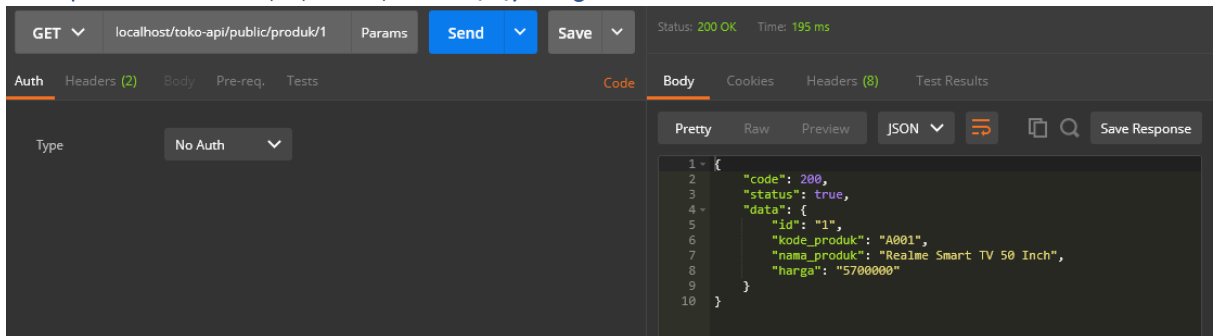 GET localhost/toko-api/public/produk/1 Params Send Save
Auth Headers (2) Body Pre-req. Tests Code
Type No Auth
Status: 200 OK Time: 195 ms
Body Cookies Headers (8) Test Results
Pretty Raw Preview JSON Save Response
1 {
2 "code": 200,
3 "status": true,
4 "data": {
5 "id": "1",
6 "kode_produk": "A001",
7 "nama_produk": "Realme Smart TV 50 Inch",
8 "harga": "5700000"
9 }
10 }